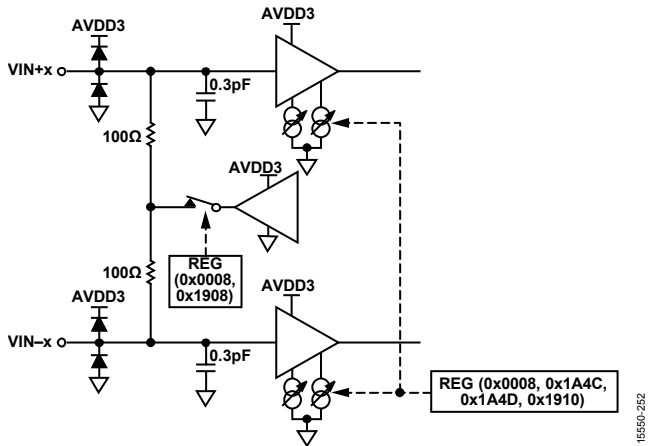 AVDD3
AVDD3
VIN+x
0.3pF
100Ω
AVDD3
REG
(0x0008,
0x1908)
100Ω
AVDD3
AVDD3
VIN–x
0.3pF
REG (0x0008, 0x1A4C,
0x1A4D, 0x1910)
15550-252